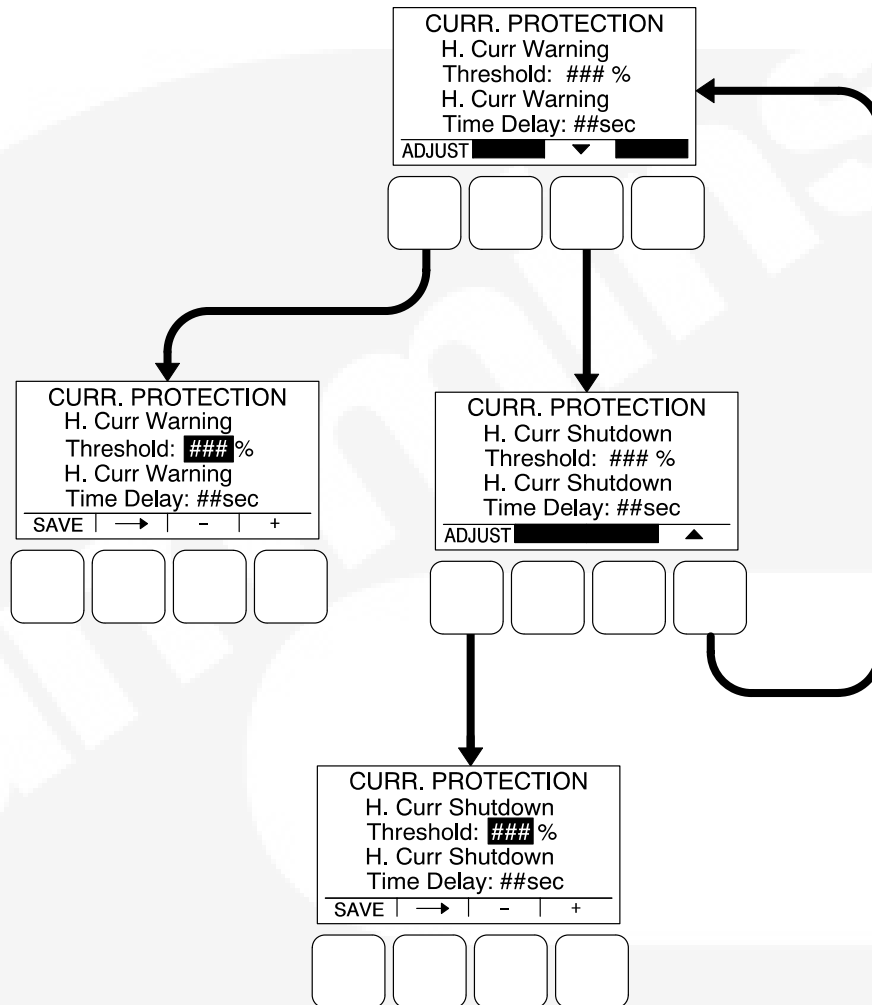 CURR. PROTECTION
H. Curr Warning
Threshold: ### %
H. Curr Warning
Time Delay: ##sec
ADJUST
CURR. PROTECTION
H. Curr Warning
Threshold: ### %
H. Curr Warning
Time Delay: ##sec
SAVE → - +
CURR. PROTECTION
H. Curr Shutdown
Threshold: ### %
H. Curr Shutdown
Time Delay: ##sec
ADJUST
CURR. PROTECTION
H. Curr Shutdown
Threshold: ### %
H. Curr Shutdown
Time Delay: ##sec
SAVE → - +